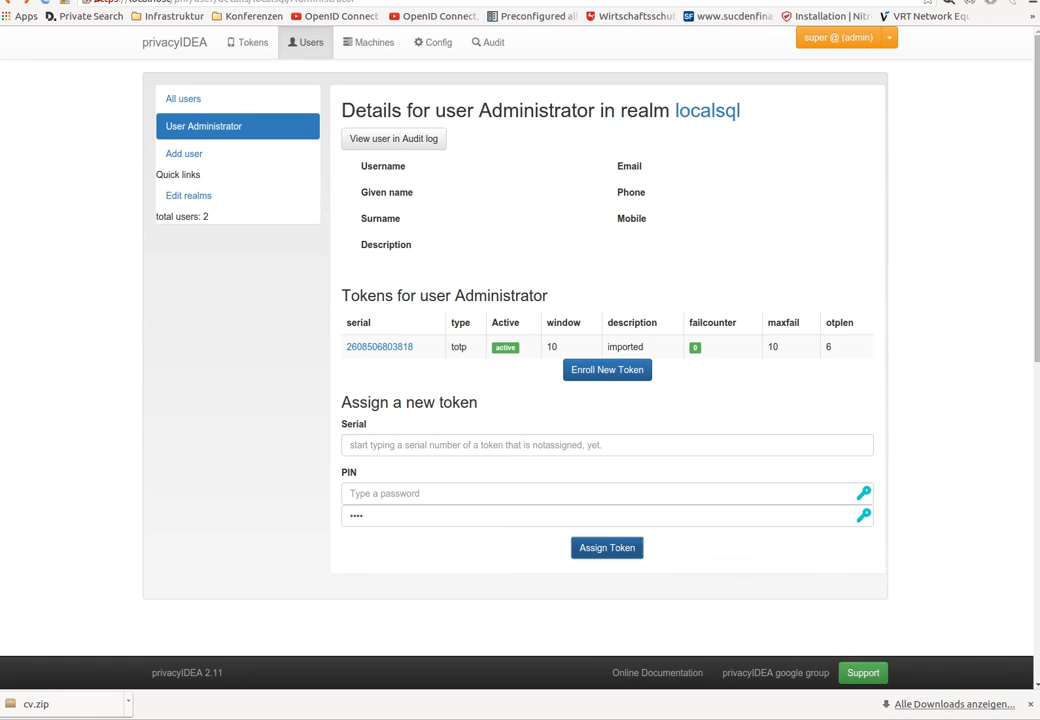 Apps Private Search Infrastruktur Konferenzen OpenID Connect OpenID Connect, Preconfigured al Wirtschaftsschut www.sucdenfina Installation | Nitro VRT Network Equ »
privacyIDEA Tokens Users Machines Config Audit super @ (admin)
All users
User Administrator
Add user
Quick links
Edit realms
total users: 2
Details for user Administrator in realm localsql
View user in Audit log
Username Email
Given name Phone
Surname Mobile
Description
Tokens for user Administrator
serial type Active window description failcounter maxfail otplen
2608506803818 totp active 10 imported 0 10 6
Enroll New Token
Assign a new token
Serial
start typing a serial number of a token that is notassigned, yet.
PIN
Type a password
••••
Assign Token
privacyIDEA 2.11 Online Documentation privacyIDEA google group Support
cv.zip Alle Downloads anzeigen... ×